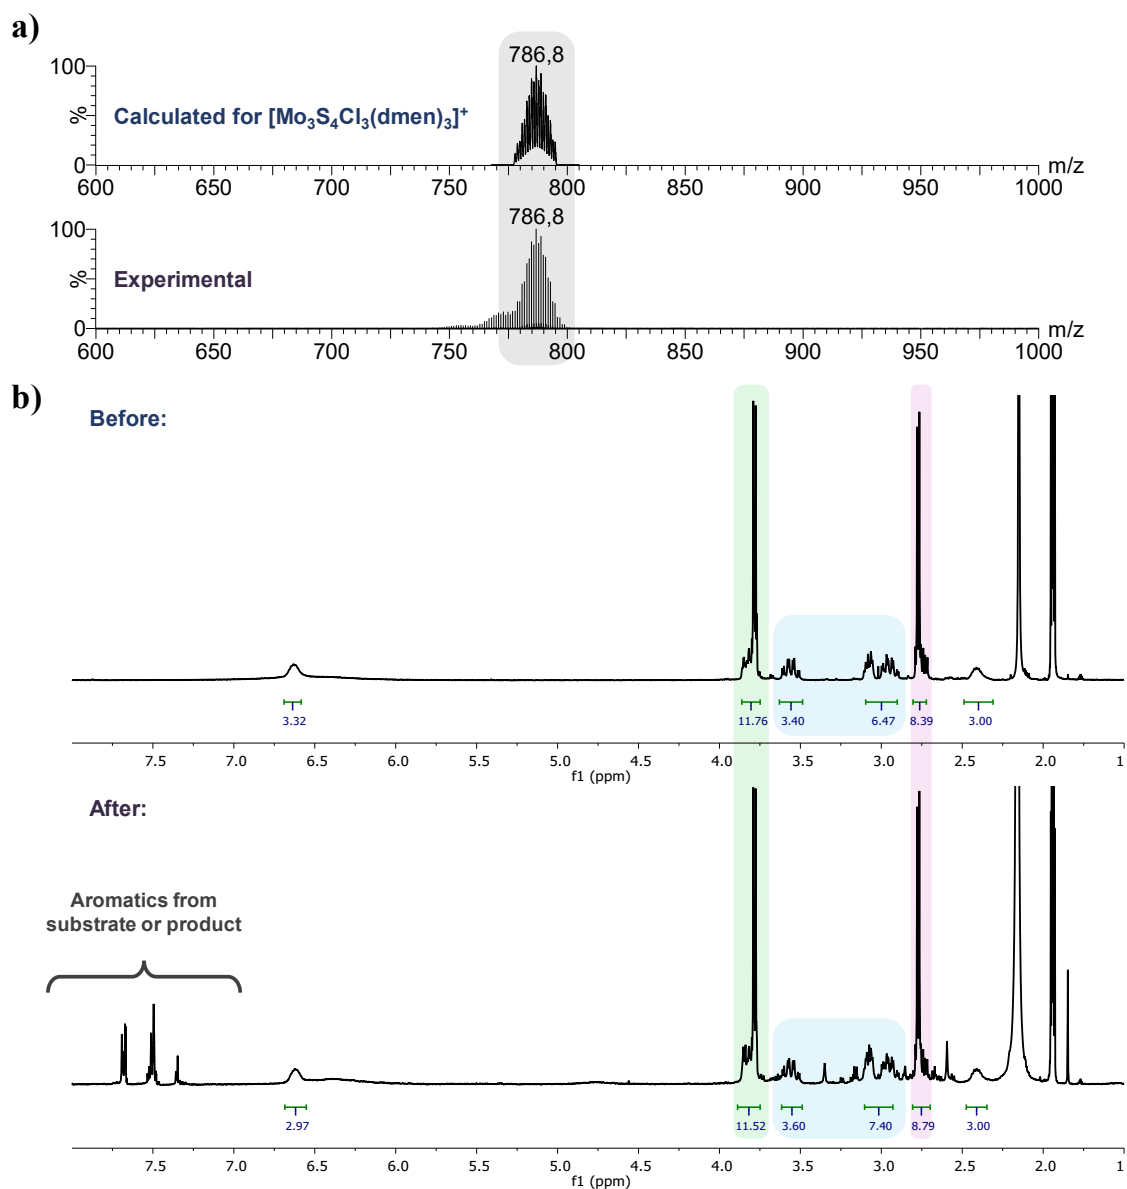 a)
786,8
100
%
Calculated for [Mo₃S₄Cl₃(dmen)₃]⁺
0
m/z
600 650 700 750 800 850 900 950 1000
786,8
100
%
Experimental
0
m/z
600 650 700 750 800 850 900 950 1000
b)
Before:
3.32 11.76 3.40 6.47 8.39 3.00
7.5 7.0 6.5 6.0 5.5 5.0 4.5 4.0 3.5 3.0 2.5 2.0 1
f1 (ppm)
After:
Aromatics from
substrate or product
2.97 11.52 3.60 7.40 8.79 3.00
7.5 7.0 6.5 6.0 5.5 5.0 4.5 4.0 3.5 3.0 2.5 2.0 1
f1 (ppm)